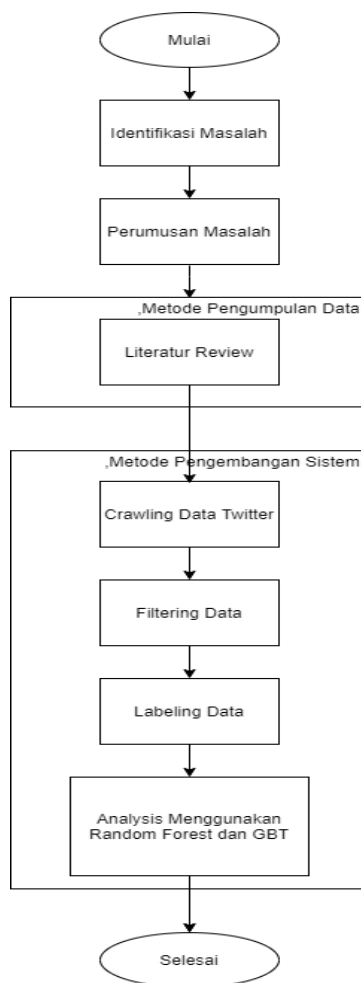 Mulai
Identifikasi Masalah
Perumusan Masalah
,Metode Pengumpulan Data
Literatur Review
,Metode Pengembangan Sistem
Crawling Data Twitter
Filtering Data
Labeling Data
Analysis Menggunakan
Random Forest dan GBT
Selesai